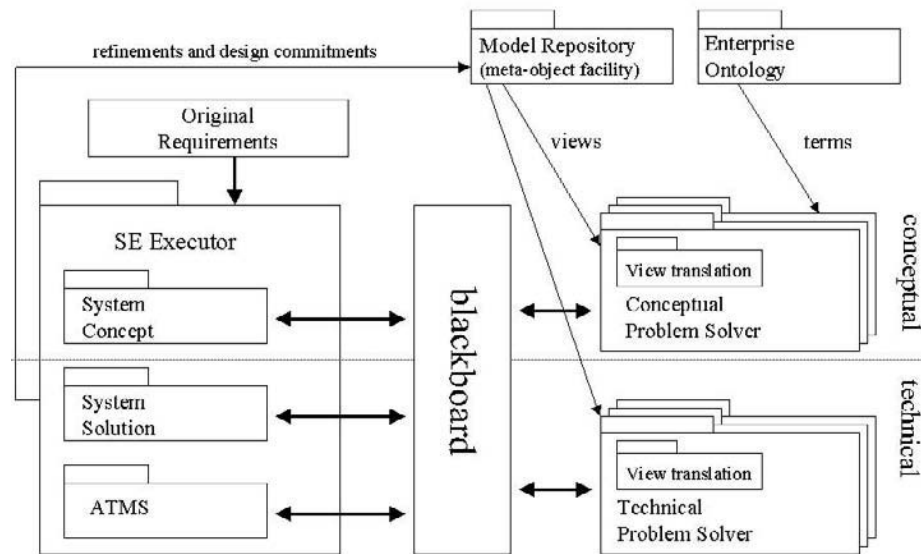 refinements and design commitments
Model Repository
(meta-object facility)
Enterprise
Ontology
Original
Requirements
views
terms
SE Executor
System
Concept
blackboard
View translation
Conceptual
Problem Solver
conceptual
System
Solution
ATMS
View translation
Technical
Problem Solver
technical